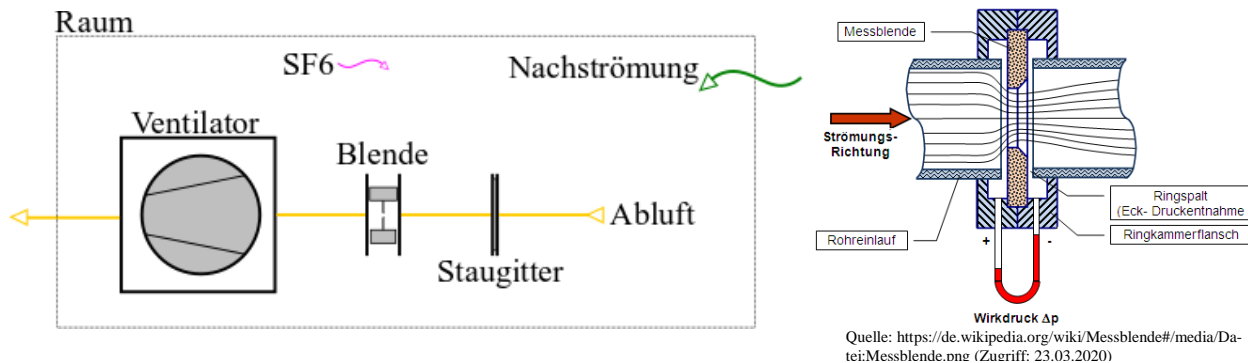 Raum
SF6
Nachströmung
Ventilator
Blende
Abluft
Staugitter
Messblende
Strömungs-
Richtung
Ringspalt
(Eck- Druckentnahme
Rohreinlauf
+
-
Ringkammerflansch
Wirkdruck Δp
Quelle: https://de.wikipedia.org/wiki/Messblende#/media/Da-
tei:Messblende.png (Zugriff: 23.03.2020)